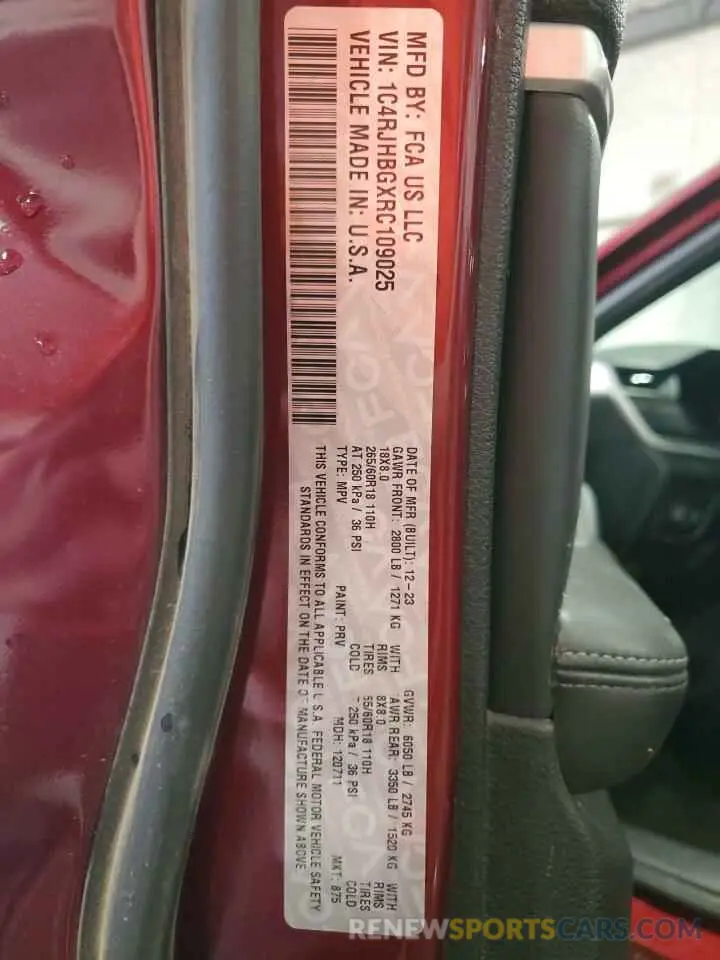 MFD BY: FCA US LLC
VIN: 1C4RJHBGXRC109025
VEHICLE MADE IN: U.S.A.
DATE OF MFR (BUILT): 12-23 GVWR: 6050 LB / 2745 KG
GAWR FRONT: 2800 LB / 1271 KG WITH AWR REAR: 3350 LB / 1520 KG WITH
18X8.0 RIMS 8X8.0 RIMS
265/60R18 110H TIRES 65/60R18 110H TIRES
AT 250 kPa / 36 PSI COLD 250 kPa / 36 PSI COLD
TYPE: MPV PAINT: PRV MDH: 120711 MKT: 875
THIS VEHICLE CONFORMS TO ALL APPLICABLE U.S.A. FEDERAL MOTOR VEHICLE SAFETY
STANDARDS IN EFFECT ON THE DATE OF MANUFACTURE SHOWN ABOVE.
RENEWSPORTSCARS.COM